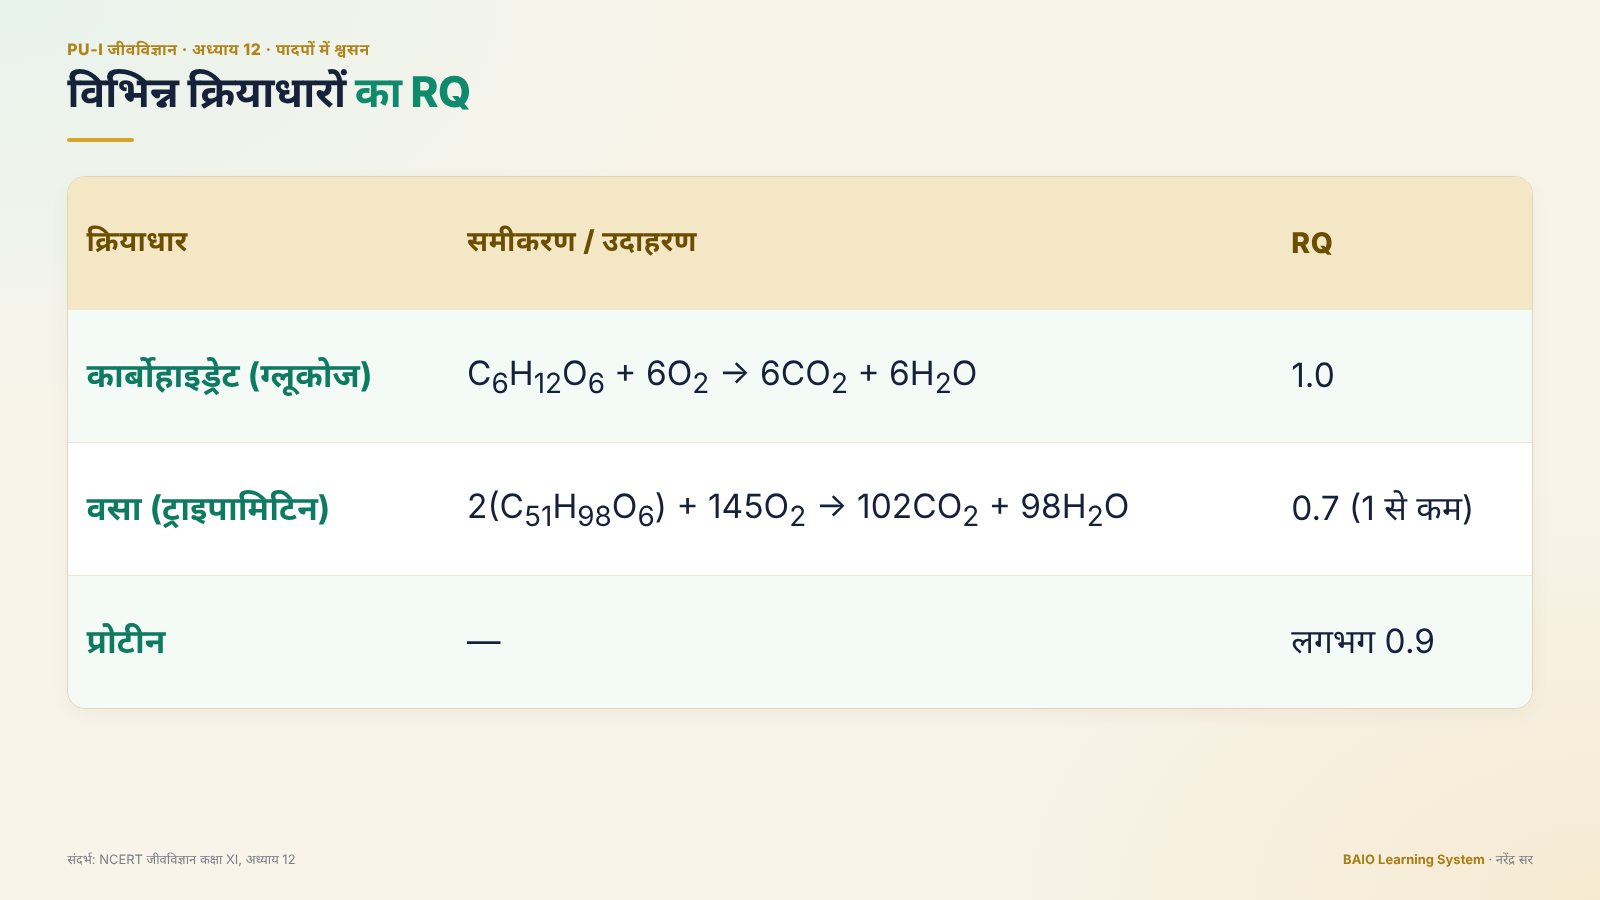 PU-I जीवविज्ञान · अध्याय 12 · पादपों में श्वसन
विभिन्न क्रियाधारों का RQ
क्रियाधार समीकरण / उदाहरण RQ
कार्बोहाइड्रेट (ग्लूकोज) C₆H₁₂O₆ + 6O₂ → 6CO₂ + 6H₂O 1.0
वसा (ट्राइपामिटिन) 2(C₅₁H₉₈O₆) + 145O₂ → 102CO₂ + 98H₂O 0.7 (1 से कम)
प्रोटीन — लगभग 0.9
संदर्भ: NCERT जीवविज्ञान कक्षा XI, अध्याय 12 BAIO Learning System · नरेंद्र सर